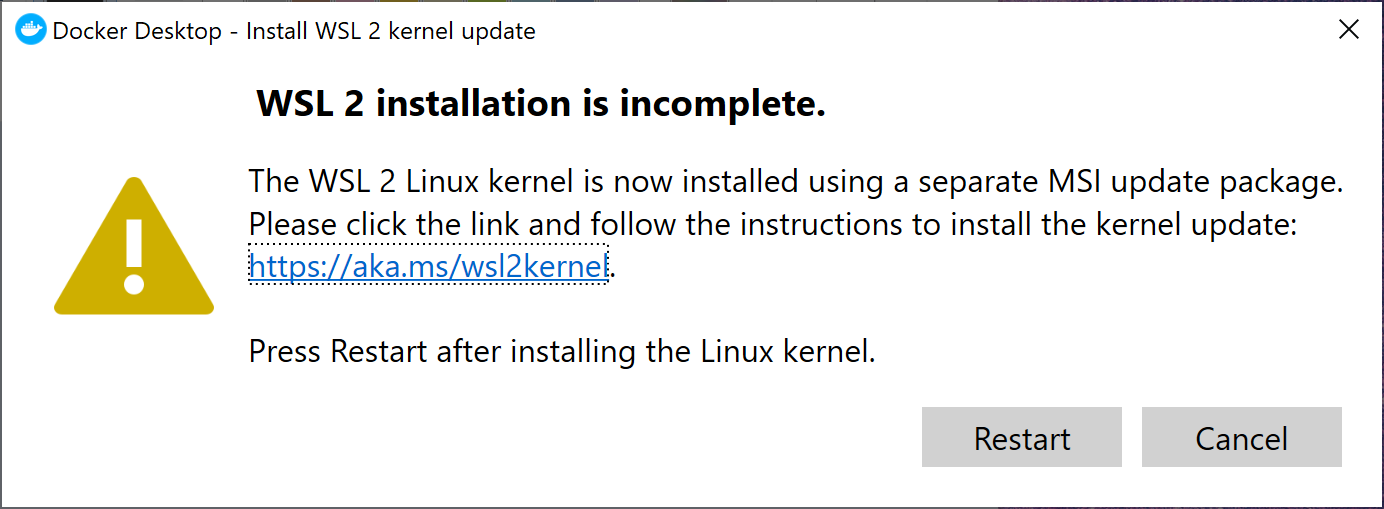 Docker Desktop - Install WSL 2 kernel update
WSL 2 installation is incomplete.
The WSL 2 Linux kernel is now installed using a separate MSI update package.
Please click the link and follow the instructions to install the kernel update:
https://aka.ms/wsl2kernel.
Press Restart after installing the Linux kernel.
Restart Cancel